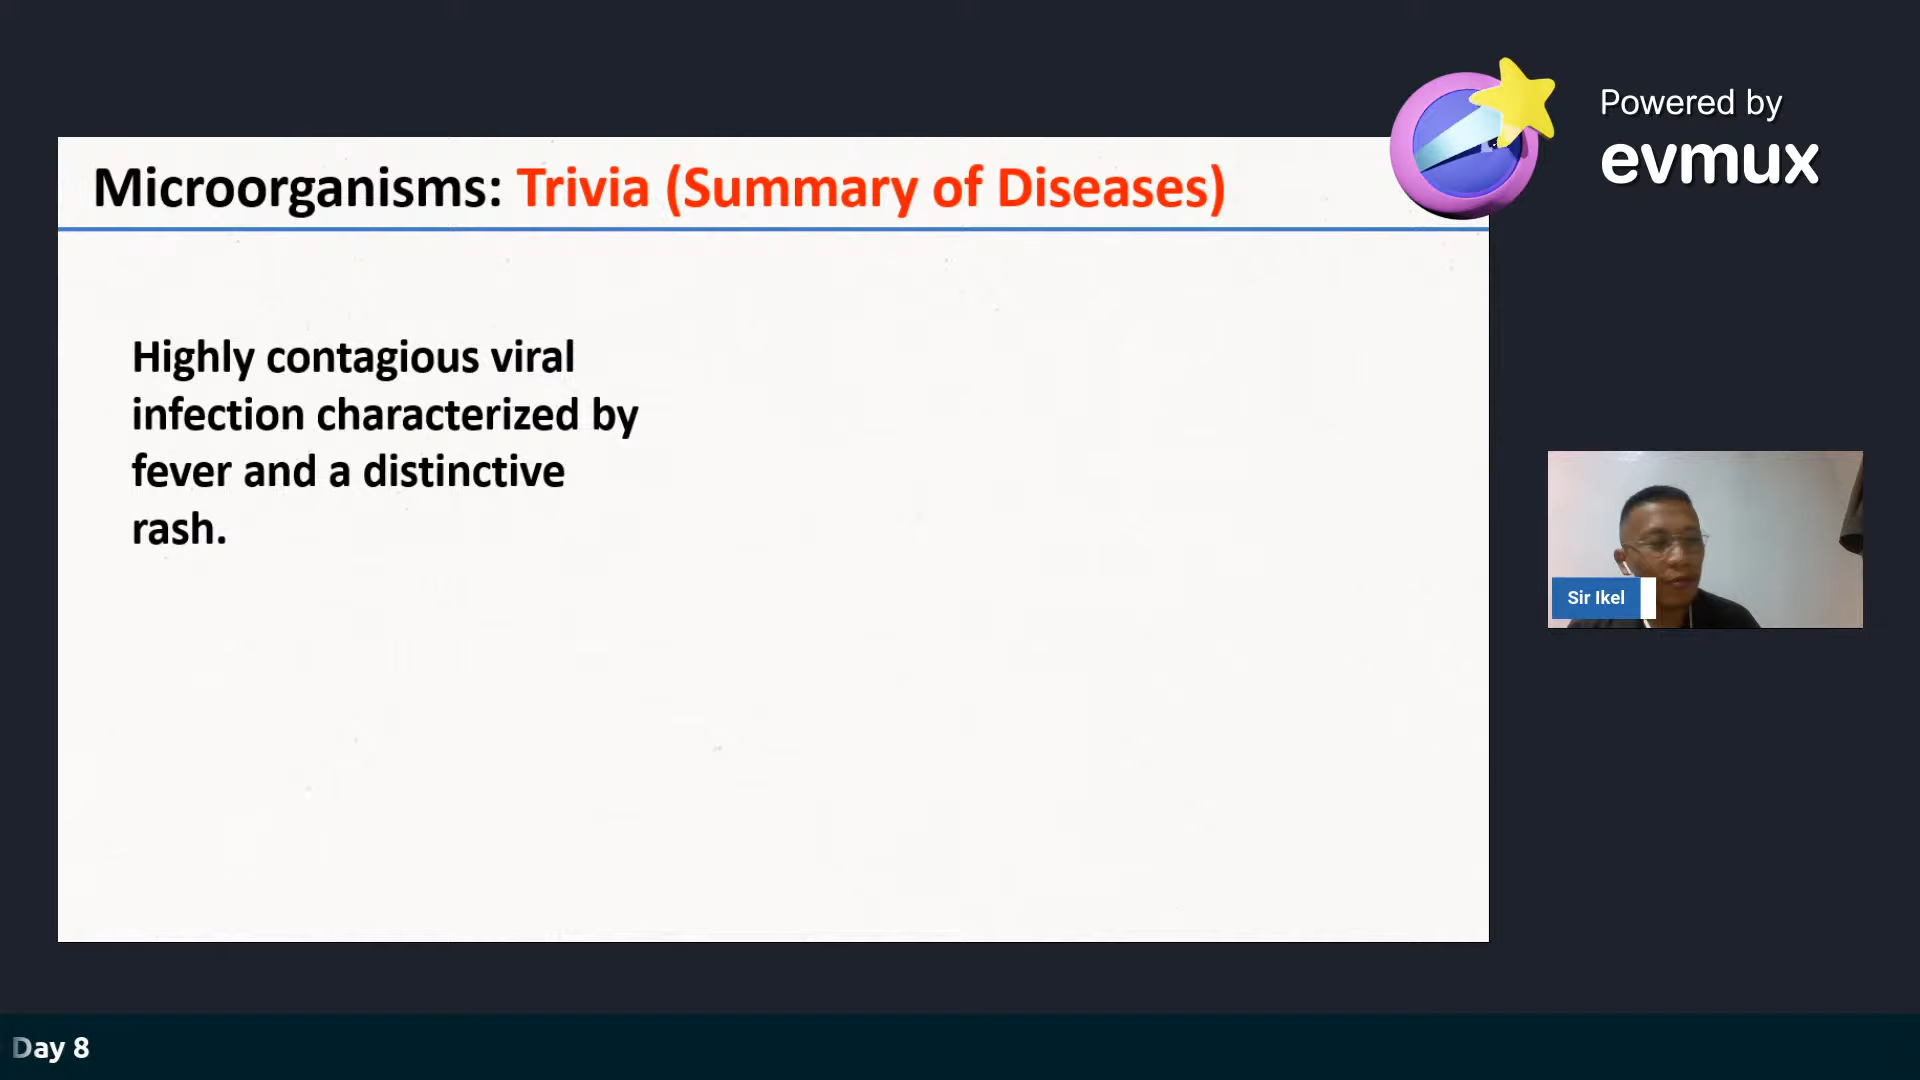 Powered by
evmux
Microorganisms: Trivia (Summary of Diseases)
Highly contagious viral
infection characterized by
fever and a distinctive
rash.
Sir Ikel
Day 8